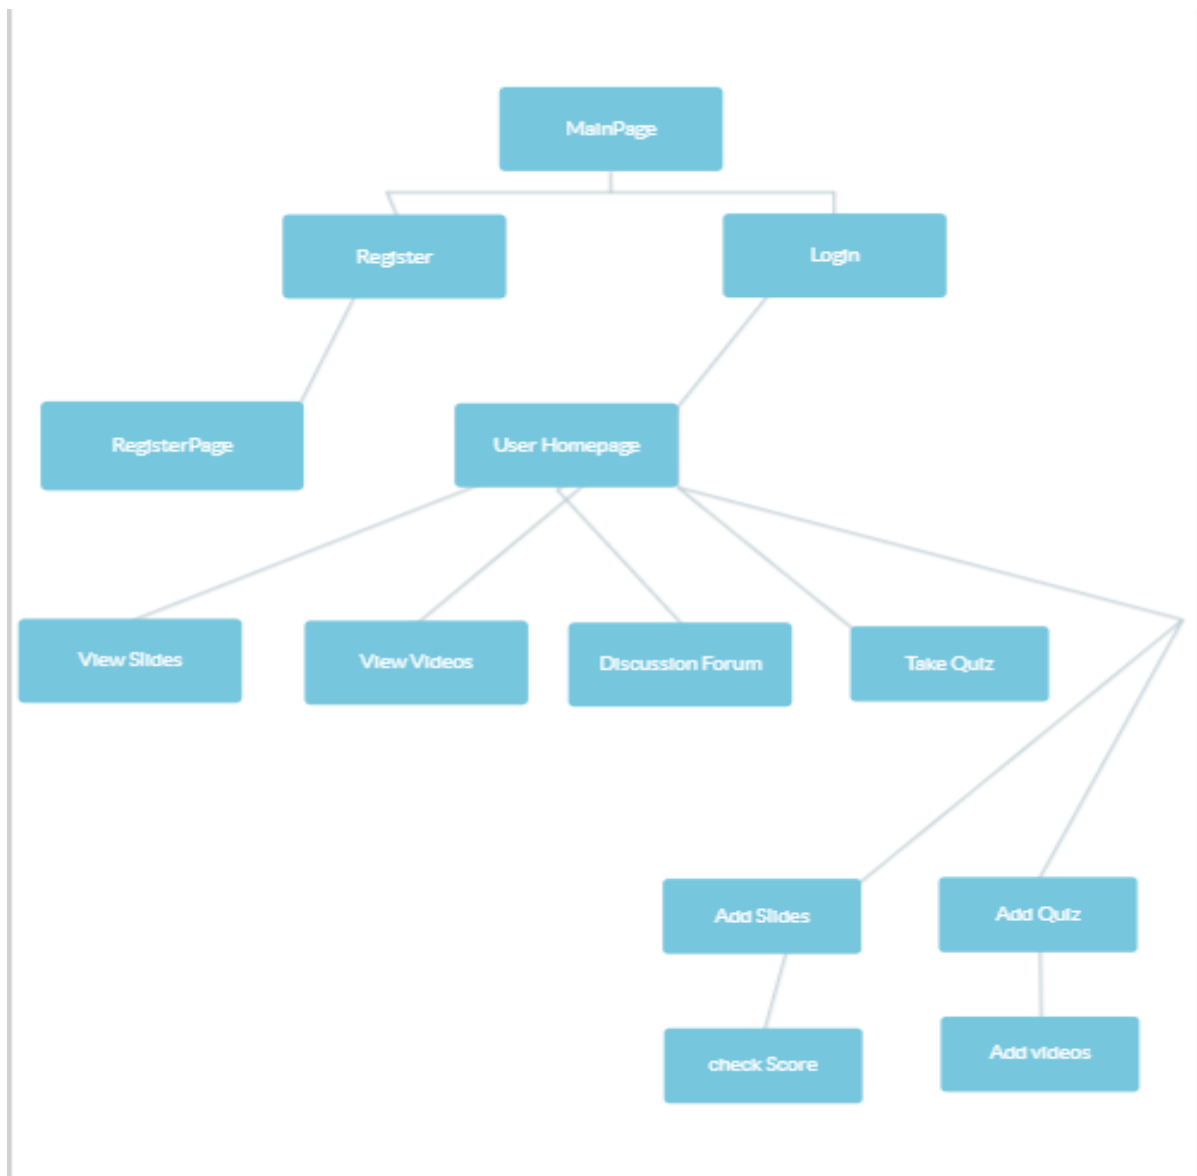 MainPage
Register
Login
RegisterPage
User Homepage
View Slides
View Videos
Discussion Forum
Take Quiz
Add Slides
Add Quiz
check Score
Add videos